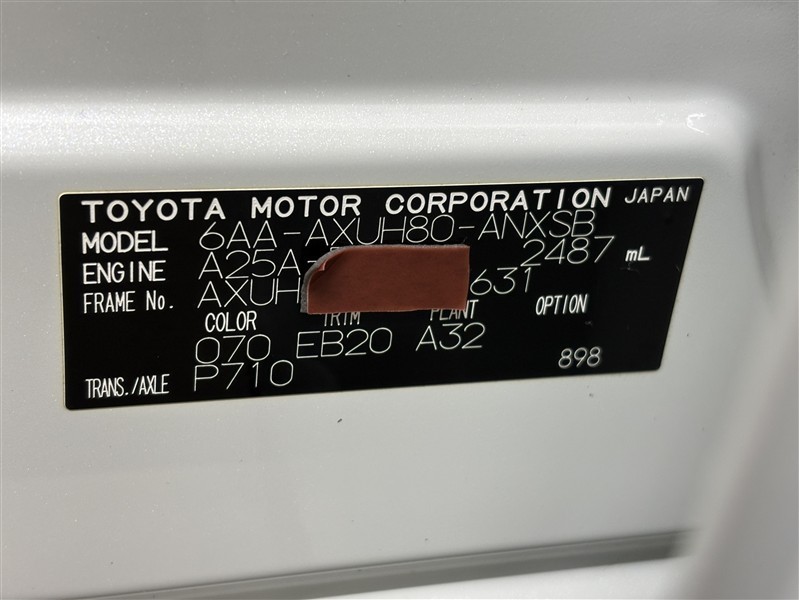 TOYOTA MOTOR CORPORATION JAPAN
MODEL 6AA-AXUH80-ANXSB
ENGINE A25A- 2487 mL
FRAME No. AXUH 631
COLOR TRIM PLANT OPTION
070 EB20 A32
TRANS./AXLE P710 898